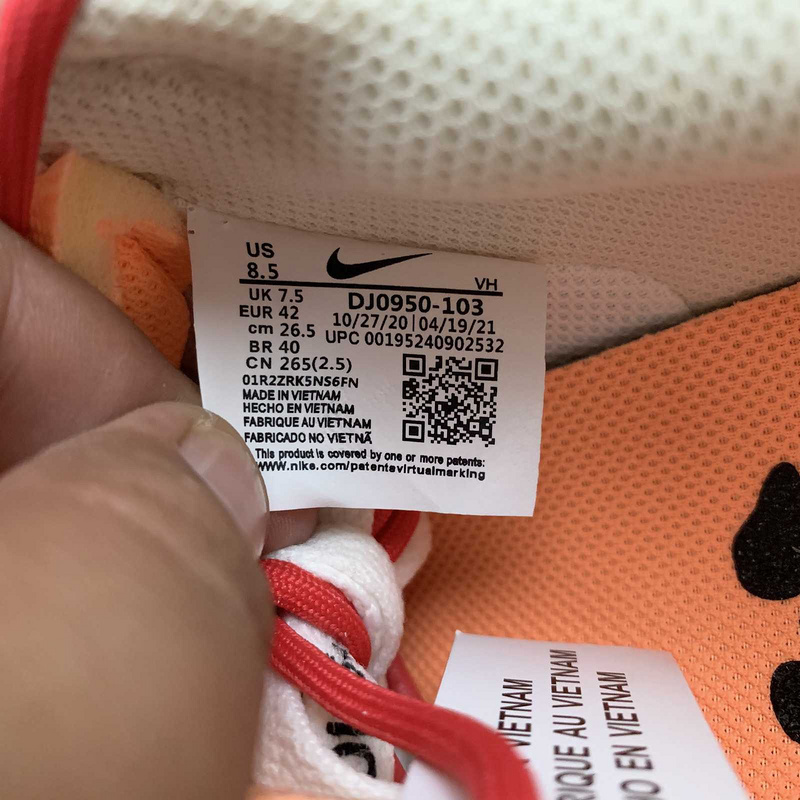 US
8.5
VH
UK 7.5
DJ0950-103
EUR 42
10/27/20|04/19/21
cm 26.5
UPC 00195240902532
BR 40
CN 265(2.5)
01R2ZRK5NS6FN
MADE IN VIETNAM
HECHO EN VIETNAM
FABRIQUE AU VIETNAM
FABRICADO NO VIETNÃ
This product is covered by one or more patents:
www.nike.com/patentsvirtualmarking
VIETNAM
RIQUE AU VIETNAM
O EN VIETNAM